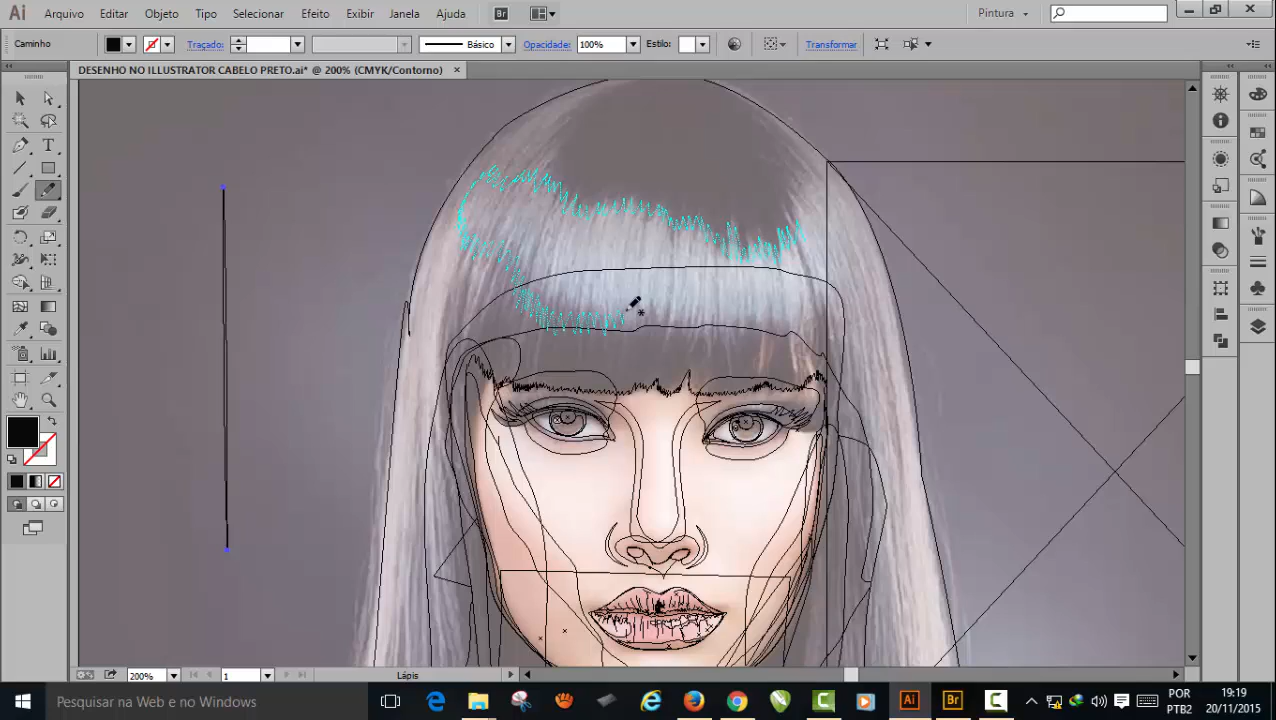 Ai Arquivo Editar Objeto Tipo Selecionar Efeito Exibir Janela Ajuda Br Pintura
Caminho Traçado: Básico Opacidade: 100% Estilo: Transformar
DESENHO NO ILLUSTRATOR CABELO PRETO.ai* @ 200% (CMYK/Contorno) ×
T
200% 1 Lápis
Pesquisar na Web e no Windows Ai Br POR 19:19
PTB2 20/11/2015